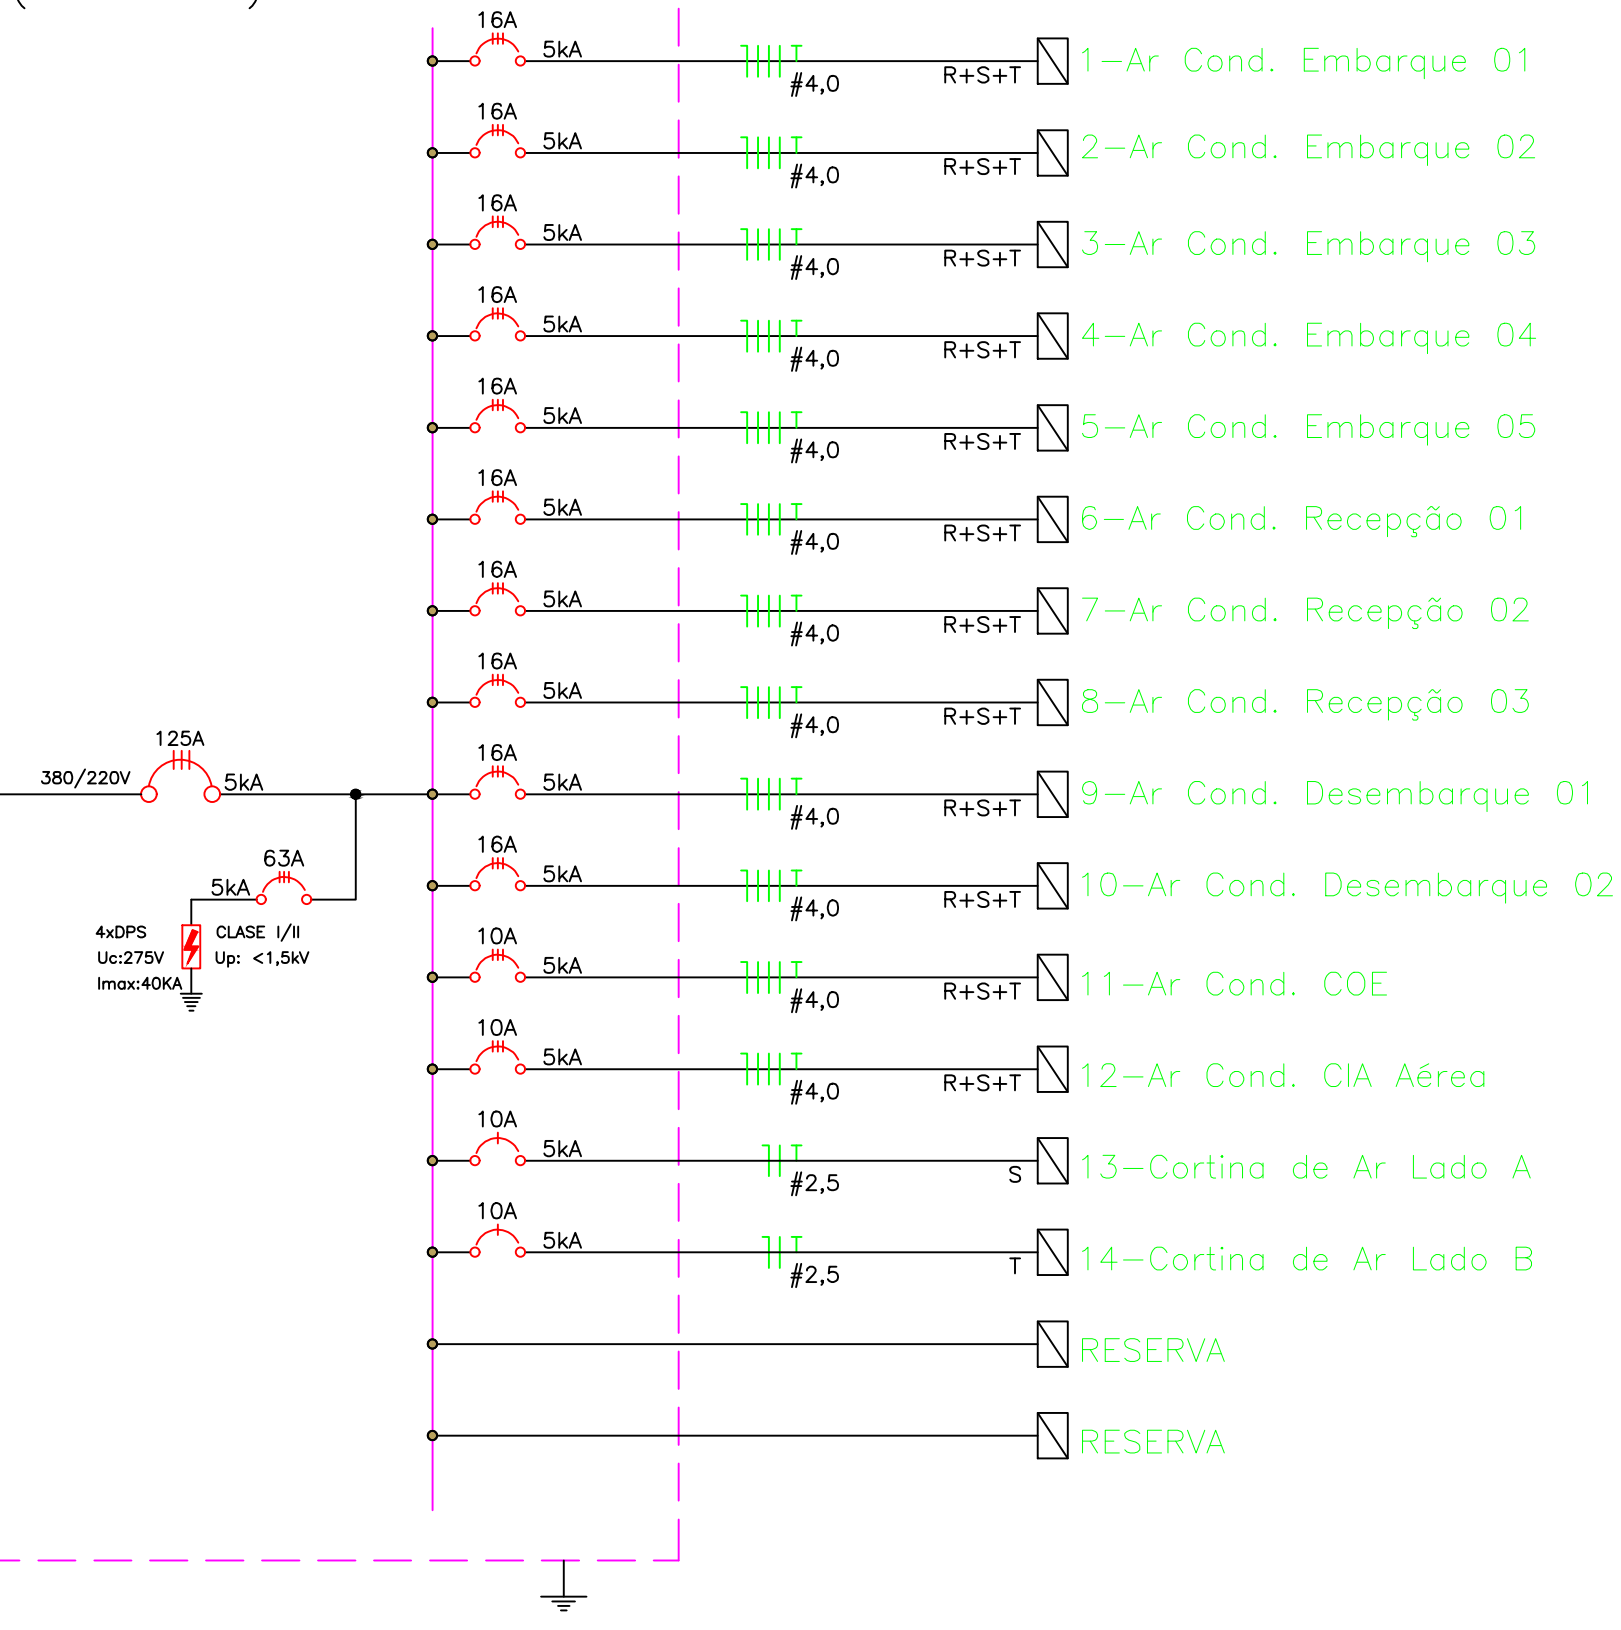 16A
5kA
#4,0
R+S+T
1-Ar Cond. Embarque 01
16A
5kA
#4,0
R+S+T
2-Ar Cond. Embarque 02
16A
5kA
#4,0
R+S+T
3-Ar Cond. Embarque 03
16A
5kA
#4,0
R+S+T
4-Ar Cond. Embarque 04
16A
5kA
#4,0
R+S+T
5-Ar Cond. Embarque 05
16A
5kA
#4,0
R+S+T
6-Ar Cond. Recepção 01
16A
5kA
#4,0
R+S+T
7-Ar Cond. Recepção 02
16A
5kA
#4,0
R+S+T
8-Ar Cond. Recepção 03
125A
380/220V
5kA
16A
5kA
#4,0
R+S+T
9-Ar Cond. Desembarque 01
63A
5kA
16A
5kA
#4,0
R+S+T
10-Ar Cond. Desembarque 02
4xDPS
CLASE I/II
Uc:275V
Up: <1,5kV
Imax:40KA
10A
5kA
#4,0
R+S+T
11-Ar Cond. COE
10A
5kA
#4,0
R+S+T
12-Ar Cond. CIA Aérea
10A
5kA
#2,5
S
13-Cortina de Ar Lado A
10A
5kA
#2,5
T
14-Cortina de Ar Lado B
RESERVA
RESERVA